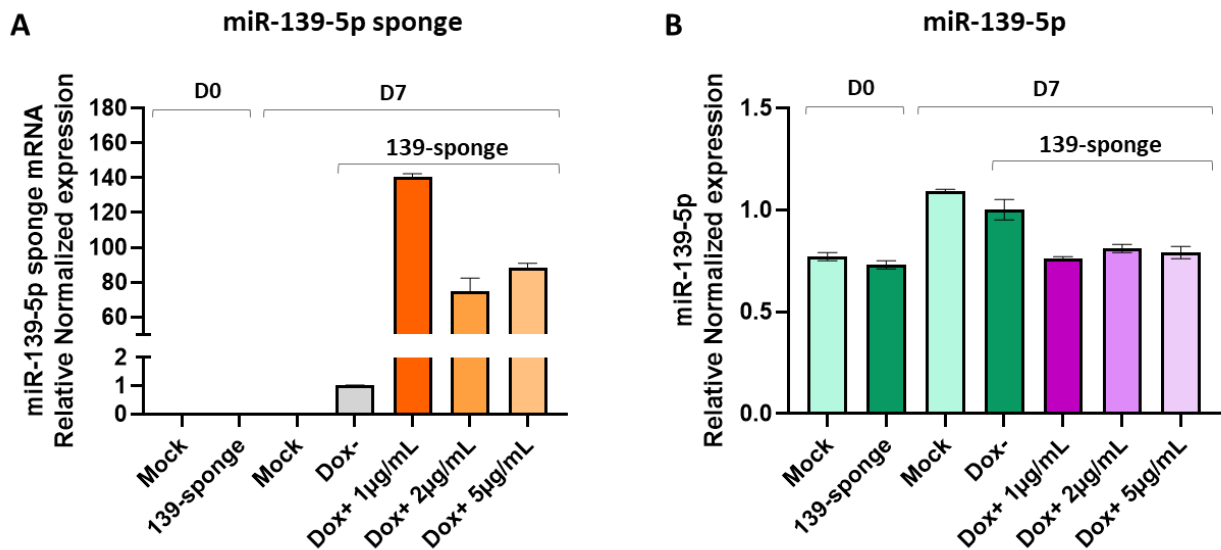 A
miR-139-5p sponge
miR-139-5p sponge mRNA
Relative Normalized expression
D0
D7
139-sponge
180
160
140
120
100
80
60
2
1
0
Mock
139-sponge
Mock
Dox-
Dox+ 1µg/mL
Dox+ 2µg/mL
Dox+ 5µg/mL
B
miR-139-5p
miR-139-5p
Relative Normalized expression
D0
D7
139-sponge
1.5
1.0
0.5
0.0
Mock
139-sponge
Mock
Dox-
Dox+ 1µg/mL
Dox+ 2µg/mL
Dox+ 5µg/mL